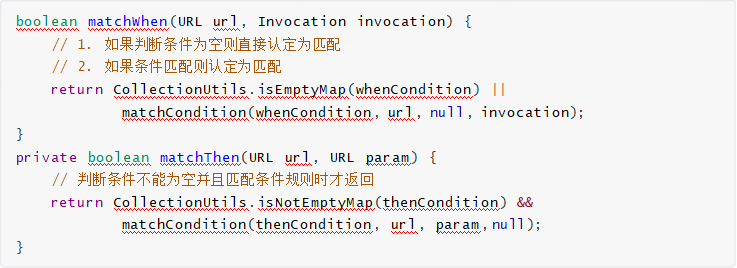 boolean matchWhen(URL url, Invocation invocation) {
    // 1. 如果判断条件为空则直接认定为匹配
    // 2. 如果条件匹配则认定为匹配
    return CollectionUtils.isEmptyMap(whenCondition) ||
            matchCondition(whenCondition, url, null, invocation);
}
private boolean matchThen(URL url, URL param) {
    // 判断条件不能为空并且匹配条件规则时才返回
    return CollectionUtils.isNotEmptyMap(thenCondition) &&
            matchCondition(thenCondition, url, param,null);
}